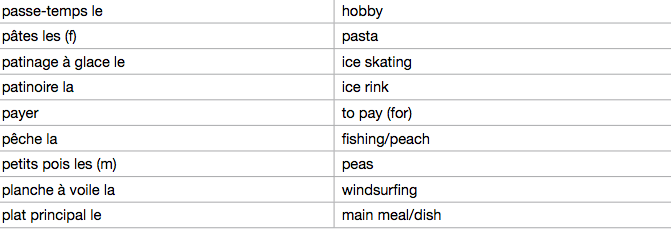 passe-temps le hobby
pâtes les (f) pasta
patinage à glace le ice skating
patinoire la ice rink
payer to pay (for)
pêche la fishing/peach
petits pois les (m) peas
planche à voile la windsurfing
plat principal le main meal/dish